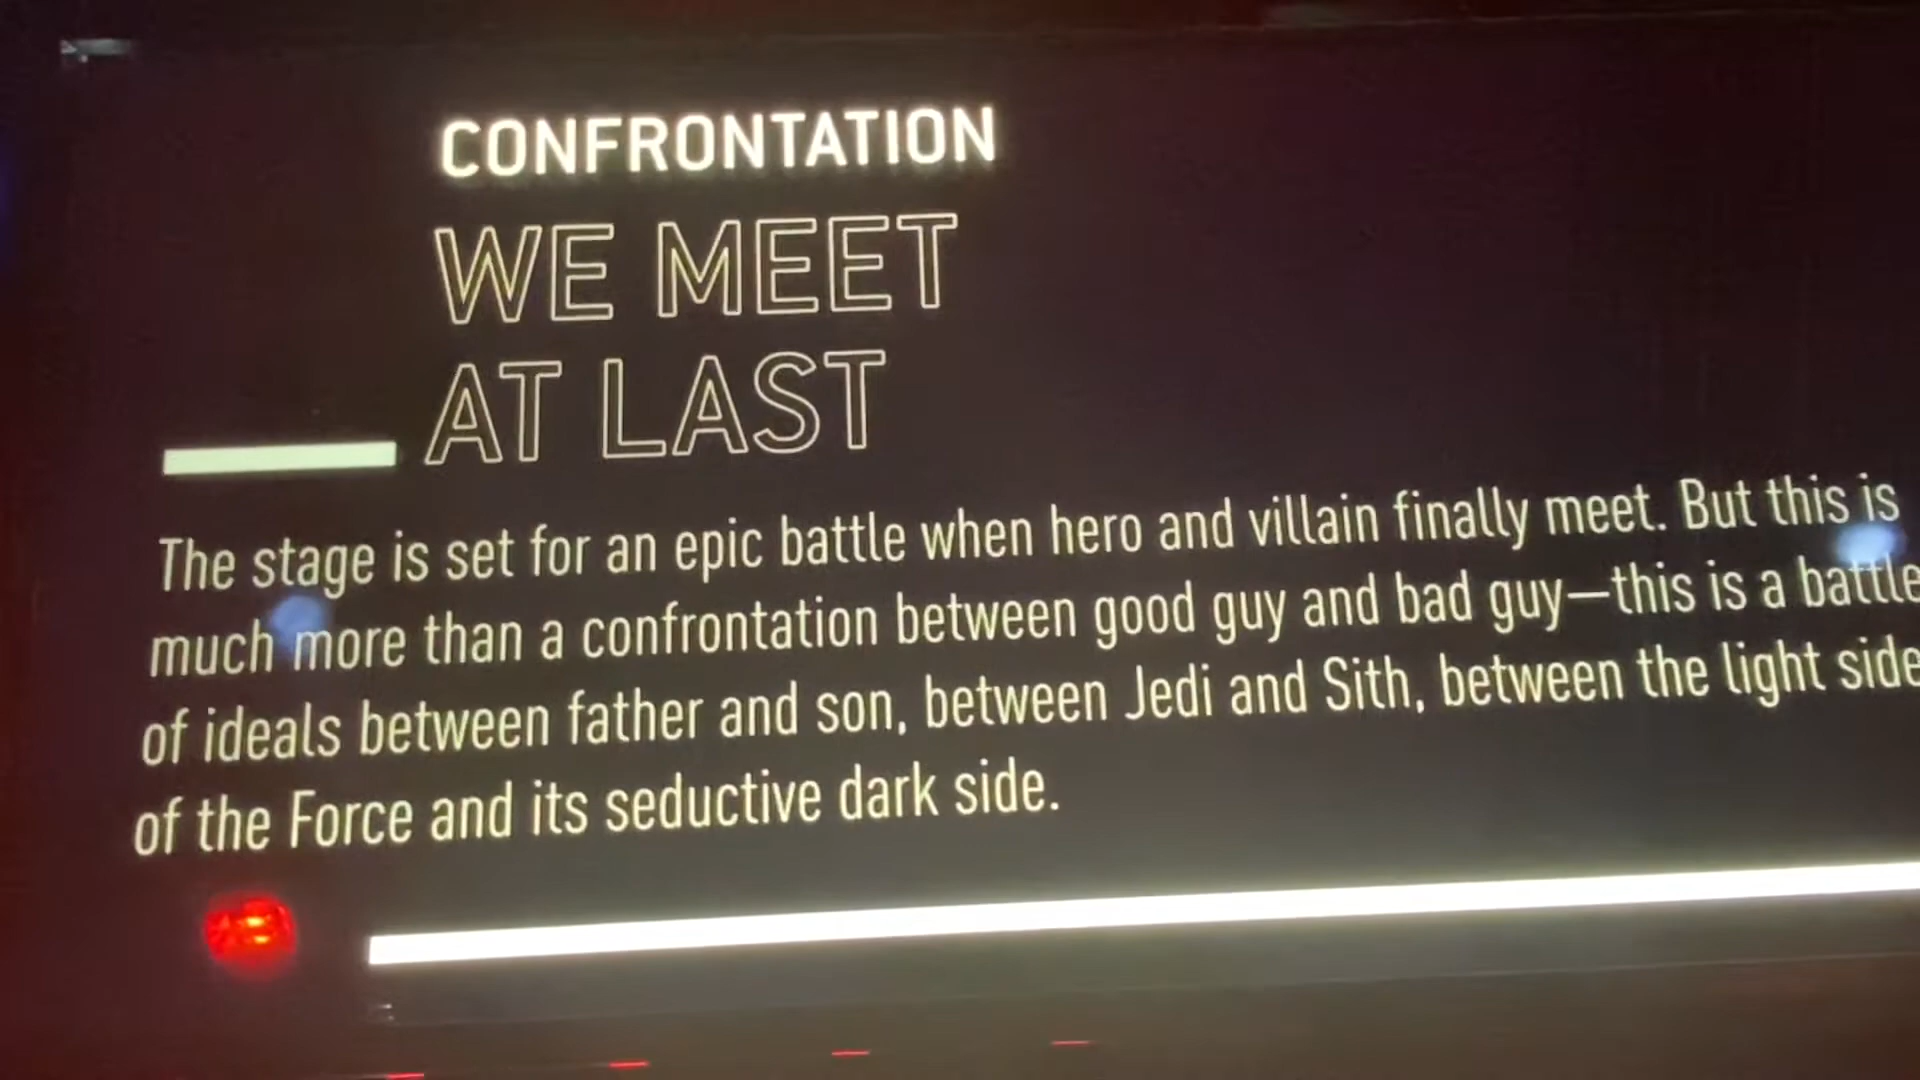 CONFRONTATION
WE MEET
AT LAST
The stage is set for an epic battle when hero and villain finally meet. But this is
much more than a confrontation between good guy and bad guy—this is a battle
of ideals between father and son, between Jedi and Sith, between the light side
of the Force and its seductive dark side.